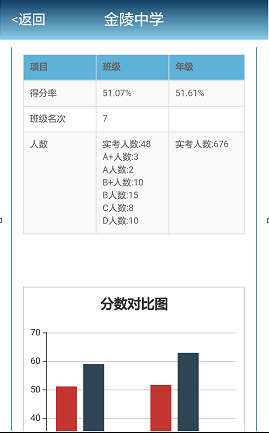 <返回 金陵中学
项目 班级 年级
得分率 51.07% 51.61%
班级名次 7
人数 实考人数:48 实考人数:676
A+人数:3
A人数:2
B+人数:10
B人数:15
C人数:8
D人数:10
分数对比图
70
60
50
40